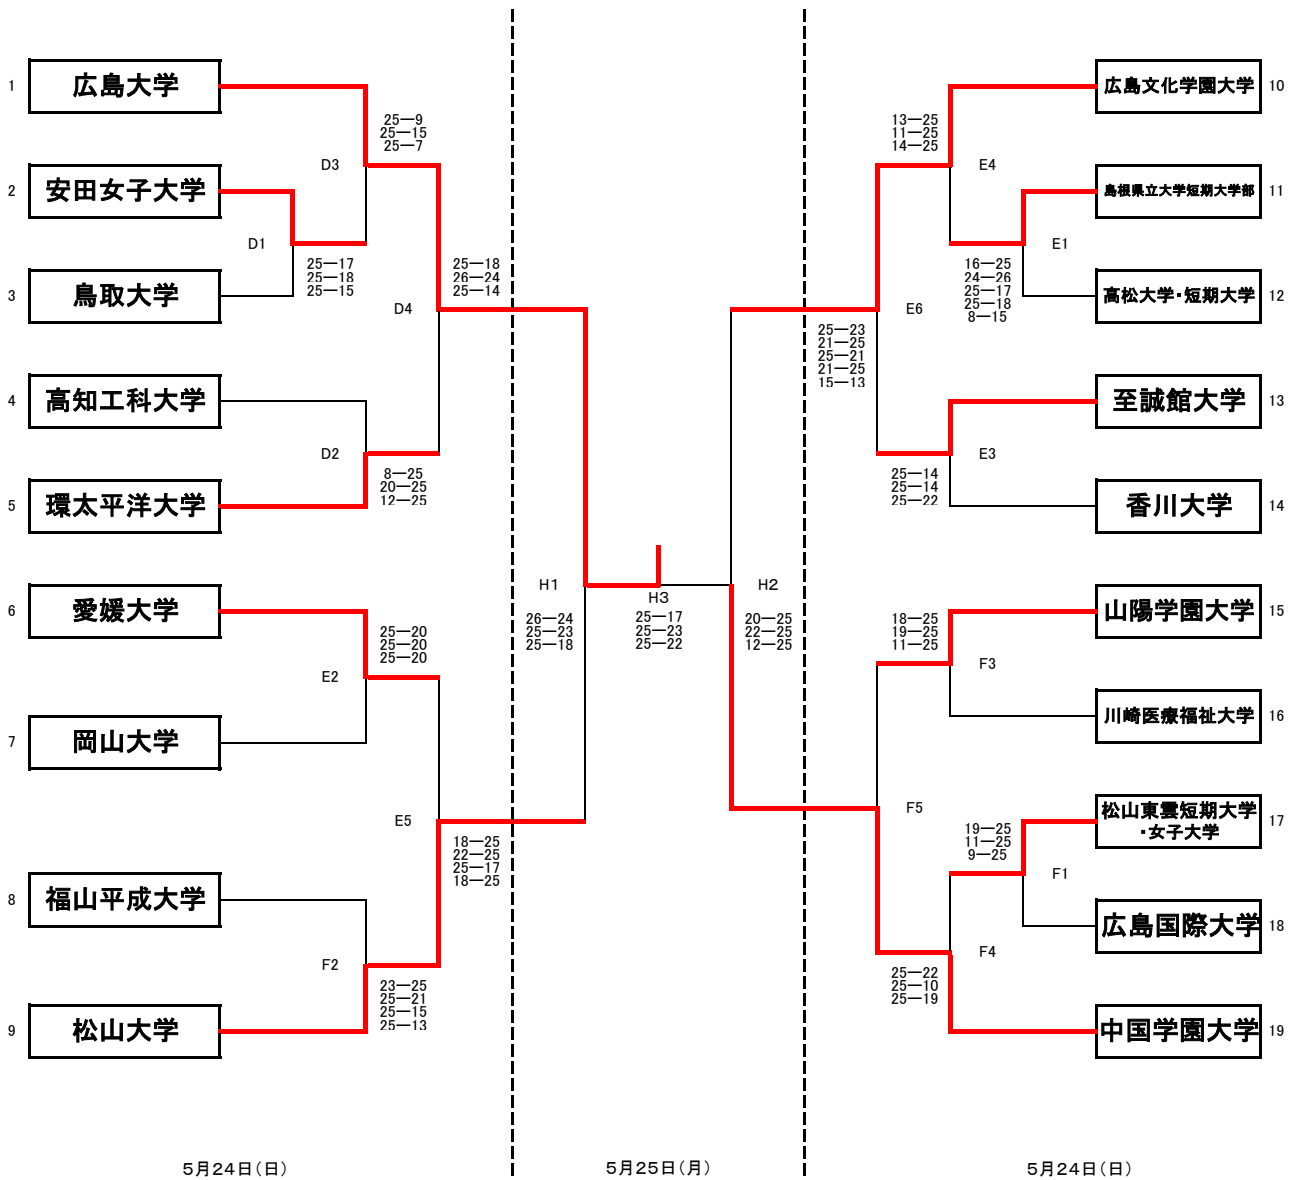 1 広島大学
2 安田女子大学
3 鳥取大学
4 高知工科大学
5 環太平洋大学
6 愛媛大学
7 岡山大学
8 福山平成大学
9 松山大学
D3
25―9
25―15
25―7
D1
25―17
25―18
25―15
D4
25―18
26―24
25―14
D2
8―25
20―25
12―25
E2
25―20
25―20
25―20
E5
18―25
22―25
25―17
18―25
F2
23―25
25―21
25―15
25―13
H1
26―24
25―23
25―18
H3
25―17
25―23
25―22
H2
20―25
22―25
12―25
13―25
11―25
14―25
E4
E1
16―25
24―26
25―17
25―18
8―15
E6
25―23
21―25
25―21
21―25
15―13
E3
25―14
25―14
25―22
18―25
19―25
11―25
F3
F5
19―25
11―25
9―25
F1
F4
25―22
25―10
25―19
広島文化学園大学 10
島根県立大学短期大学部 11
高松大学・短期大学 12
至誠館大学 13
香川大学 14
山陽学園大学 15
川崎医療福祉大学 16
松山東雲短期大学
・女子大学 17
広島国際大学 18
中国学園大学 19
5月24日(日)
5月25日(月)
5月24日(日)